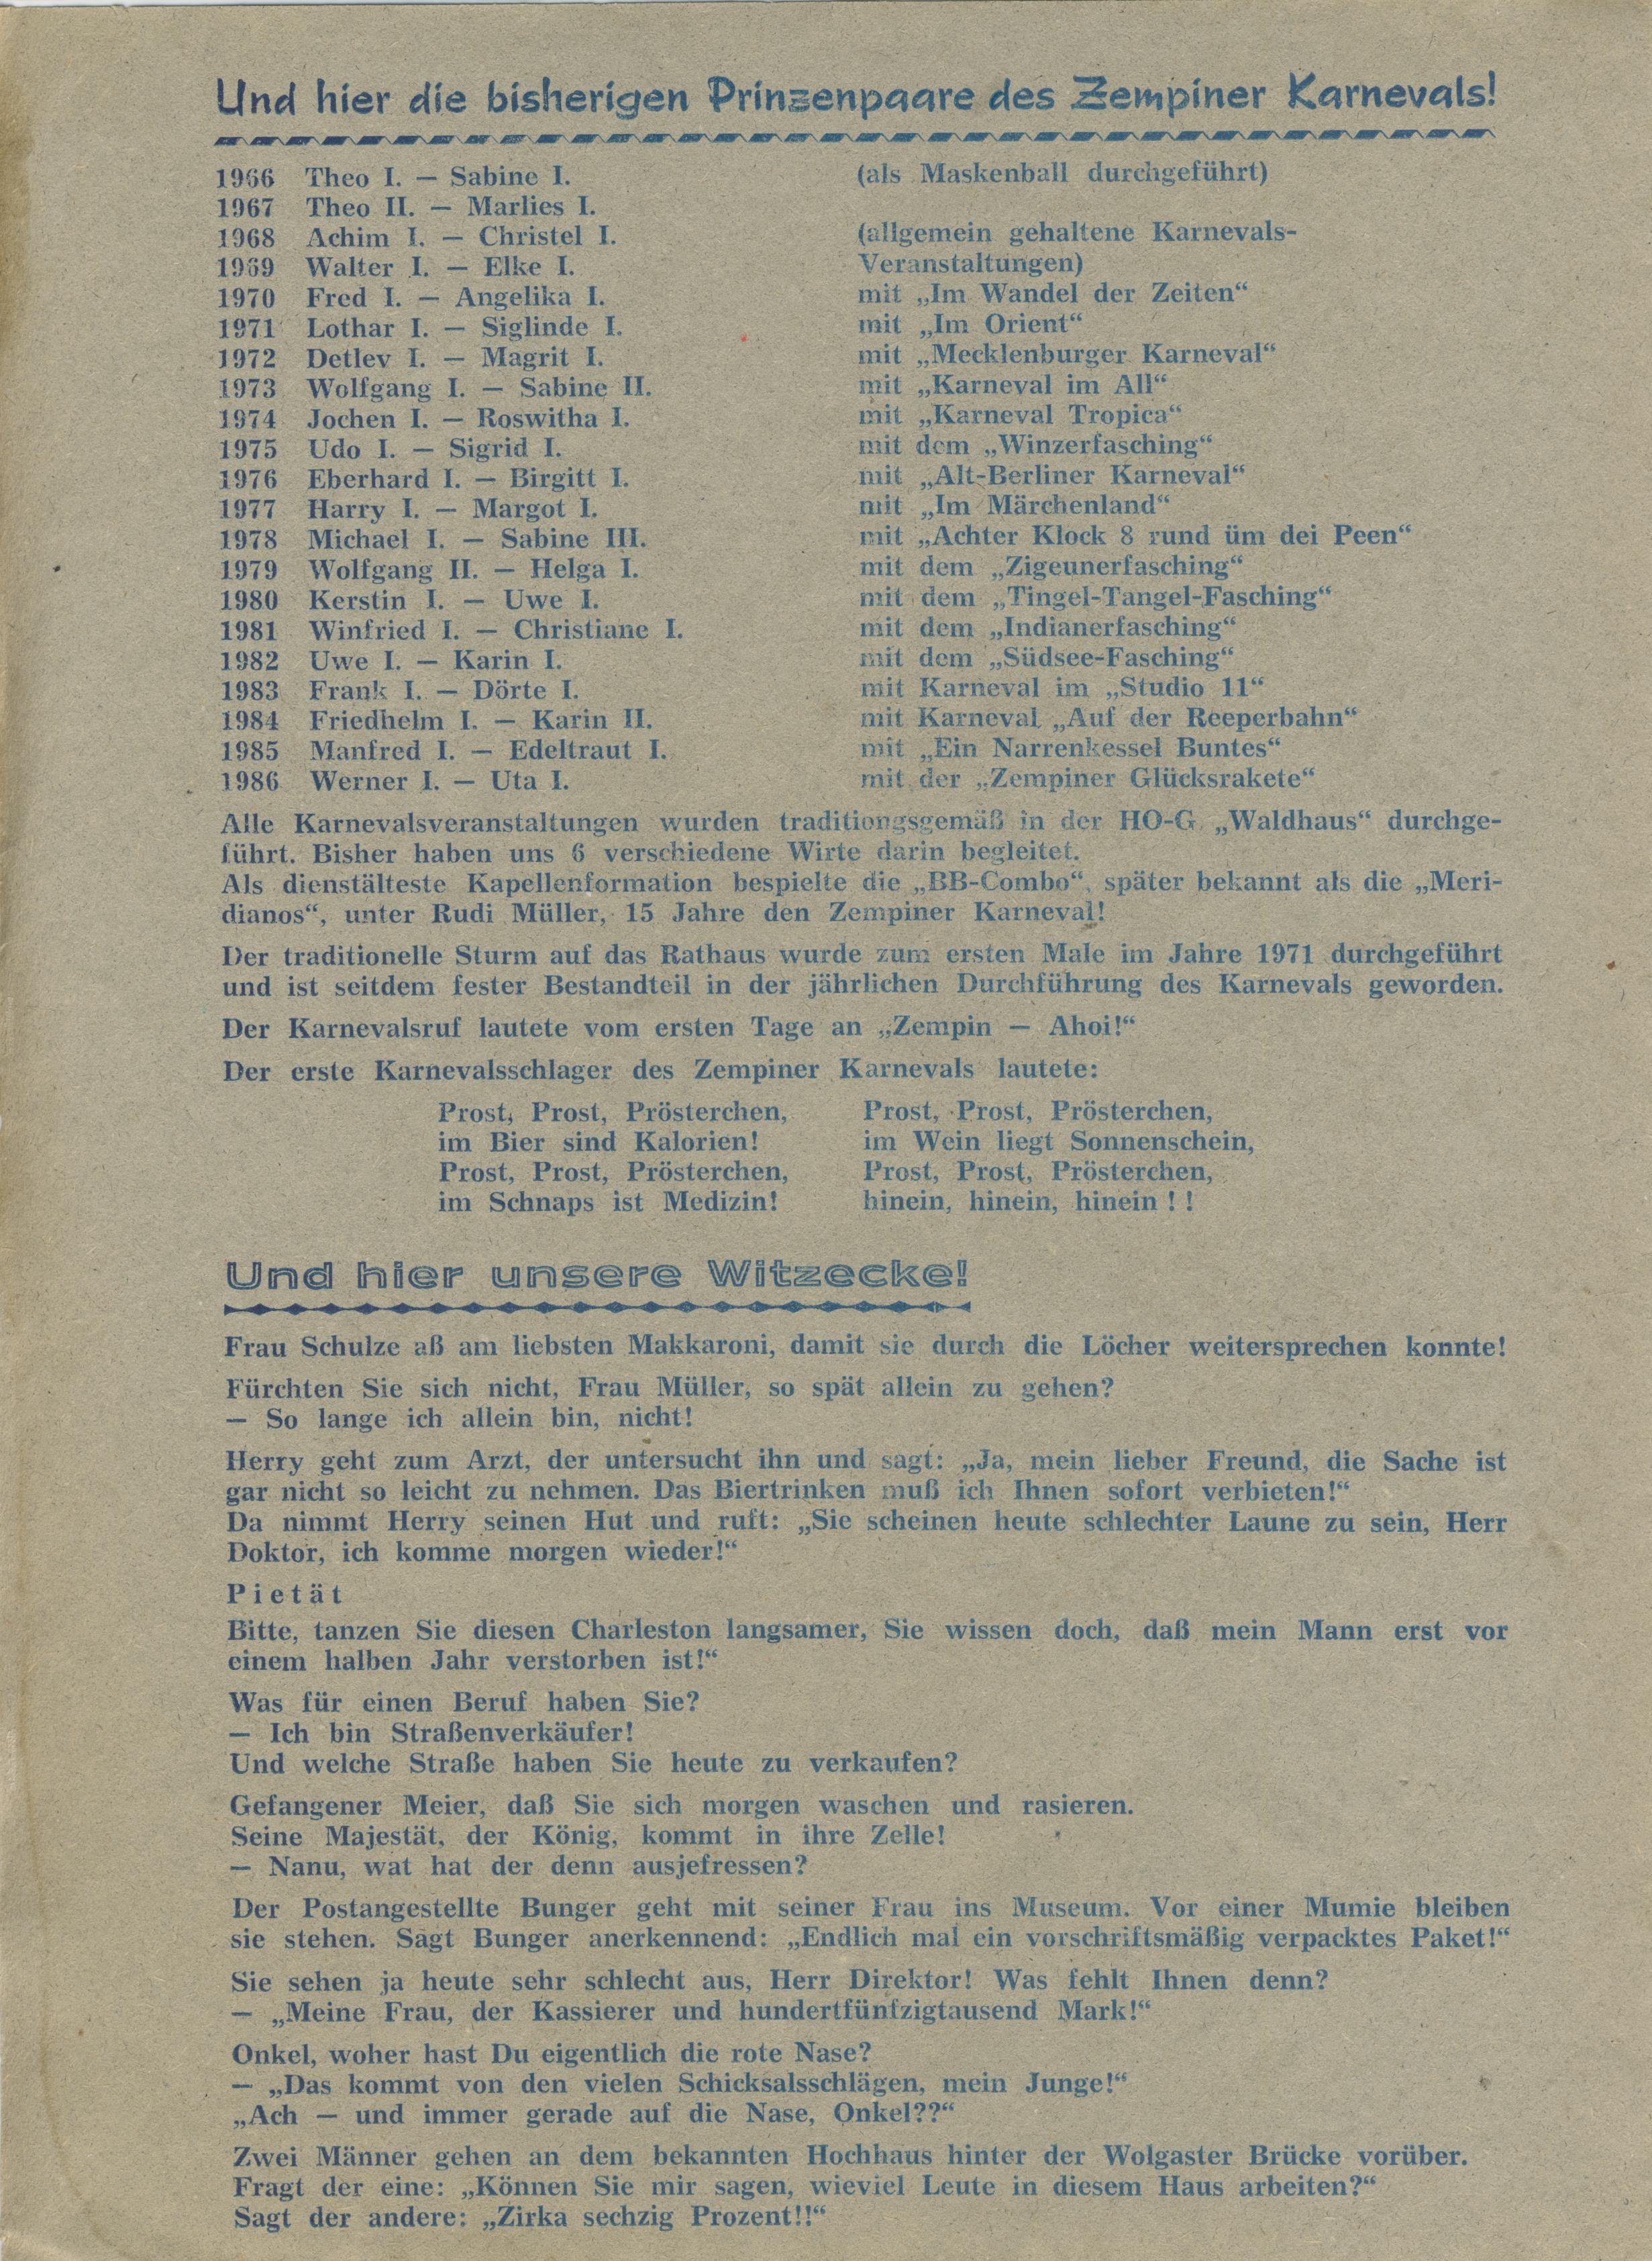 Und hier die bisherigen Prinzenpaare des Zempiner Karnevals!
1966 Theo I. — Sabine I. (als Maskenball durchgeführt)
1967 Theo II. — Marlies I.
1968 Achim I. — Christel I. (allgemein gehaltene Karnevals-
1969 Walter I. — Elke I. Veranstaltungen)
1970 Fred I. — Angelika I. mit „Im Wandel der Zeiten“
1971 Lothar I. — Siglinde I. mit „Im Orient“
1972 Detlev I. — Magrit I. mit „Mecklenburger Karneval“
1973 Wolfgang I. — Sabine II. mit „Karneval im All“
1974 Jochen I. — Roswitha I. mit „Karneval Tropica“
1975 Udo I. — Sigrid I. mit dem „Winzerfasching“
1976 Eberhard I. — Birgitt I. mit „Alt-Berliner Karneval“
1977 Harry I. — Margot I. mit „Im Märchenland“
1978 Michael I. — Sabine III. mit „Achter Klock 8 rund üm dei Peen“
1979 Wolfgang II. — Helga I. mit dem „Zigeunerfasching“
1980 Kerstin I. — Uwe I. mit dem „Tingel-Tangel-Fasching“
1981 Winfried I. — Christiane I. mit dem „Indianerfasching“
1982 Uwe I. — Karin I. mit dem „Südsee-Fasching“
1983 Frank I. — Dörte I. mit Karneval im „Studio 11“
1984 Friedhelm I. — Karin II. mit Karneval „Auf der Reeperbahn“
1985 Manfred I. — Edeltraut I. mit „Ein Narrenkessel Buntes“
1986 Werner I. — Uta I. mit der „Zempiner Glücksrakete“
Alle Karnevalsveranstaltungen wurden traditiongsgemäß in der HO-G „Waldhaus“ durchge-
führt. Bisher haben uns 6 verschiedene Wirte darin begleitet.
Als dienstälteste Kapellenformation bespielte die „BB-Combo“, später bekannt als die „Meri-
dianos“, unter Rudi Müller, 15 Jahre den Zempiner Karneval!
Der traditionelle Sturm auf das Rathaus wurde zum ersten Male im Jahre 1971 durchgeführt
und ist seitdem fester Bestandteil in der jährlichen Durchführung des Karnevals geworden.
Der Karnevalsruf lautete vom ersten Tage an „Zempin — Ahoi!“
Der erste Karnevalsschlager des Zempiner Karnevals lautete:
Prost, Prost, Prösterchen,
im Bier sind Kalorien!
Prost, Prost, Prösterchen,
im Schnaps ist Medizin!
Prost, Prost, Prösterchen,
im Wein liegt Sonnenschein,
Prost, Prost, Prösterchen,
hinein, hinein, hinein ! !
Und hier unsere Witzecke!
Frau Schulze aß am liebsten Makkaroni, damit sie durch die Löcher weitersprechen konnte!
Fürchten Sie sich nicht, Frau Müller, so spät allein zu gehen?
— So lange ich allein bin, nicht!
Herry geht zum Arzt, der untersucht ihn und sagt: „Ja, mein lieber Freund, die Sache ist
gar nicht so leicht zu nehmen. Das Biertrinken muß ich Ihnen sofort verbieten!“
Da nimmt Herry seinen Hut und ruft: „Sie scheinen heute schlechter Laune zu sein, Herr
Doktor, ich komme morgen wieder!“
Pietät
Bitte, tanzen Sie diesen Charleston langsamer, Sie wissen doch, daß mein Mann erst vor
einem halben Jahr verstorben ist!“
Was für einen Beruf haben Sie?
— Ich bin Straßenverkäufer!
Und welche Straße haben Sie heute zu verkaufen?
Gefangener Meier, daß Sie sich morgen waschen und rasieren.
Seine Majestät, der König, kommt in ihre Zelle!
— Nanu, wat hat der denn ausjefressen?
Der Postangestellte Bunger geht mit seiner Frau ins Museum. Vor einer Mumie bleiben
sie stehen. Sagt Bunger anerkennend: „Endlich mal ein vorschriftsmäßig verpacktes Paket!“
Sie sehen ja heute sehr schlecht aus, Herr Direktor! Was fehlt Ihnen denn?
— „Meine Frau, der Kassierer und hundertfünfzigtausend Mark!“
Onkel, woher hast Du eigentlich die rote Nase?
— „Das kommt von den vielen Schicksalsschlägen, mein Junge!“
„Ach — und immer gerade auf die Nase, Onkel??“
Zwei Männer gehen an dem bekannten Hochhaus hinter der Wolgaster Brücke vorüber.
Fragt der eine: „Können Sie mir sagen, wieviel Leute in diesem Haus arbeiten?“
Sagt der andere: „Zirka sechzig Prozent!!“